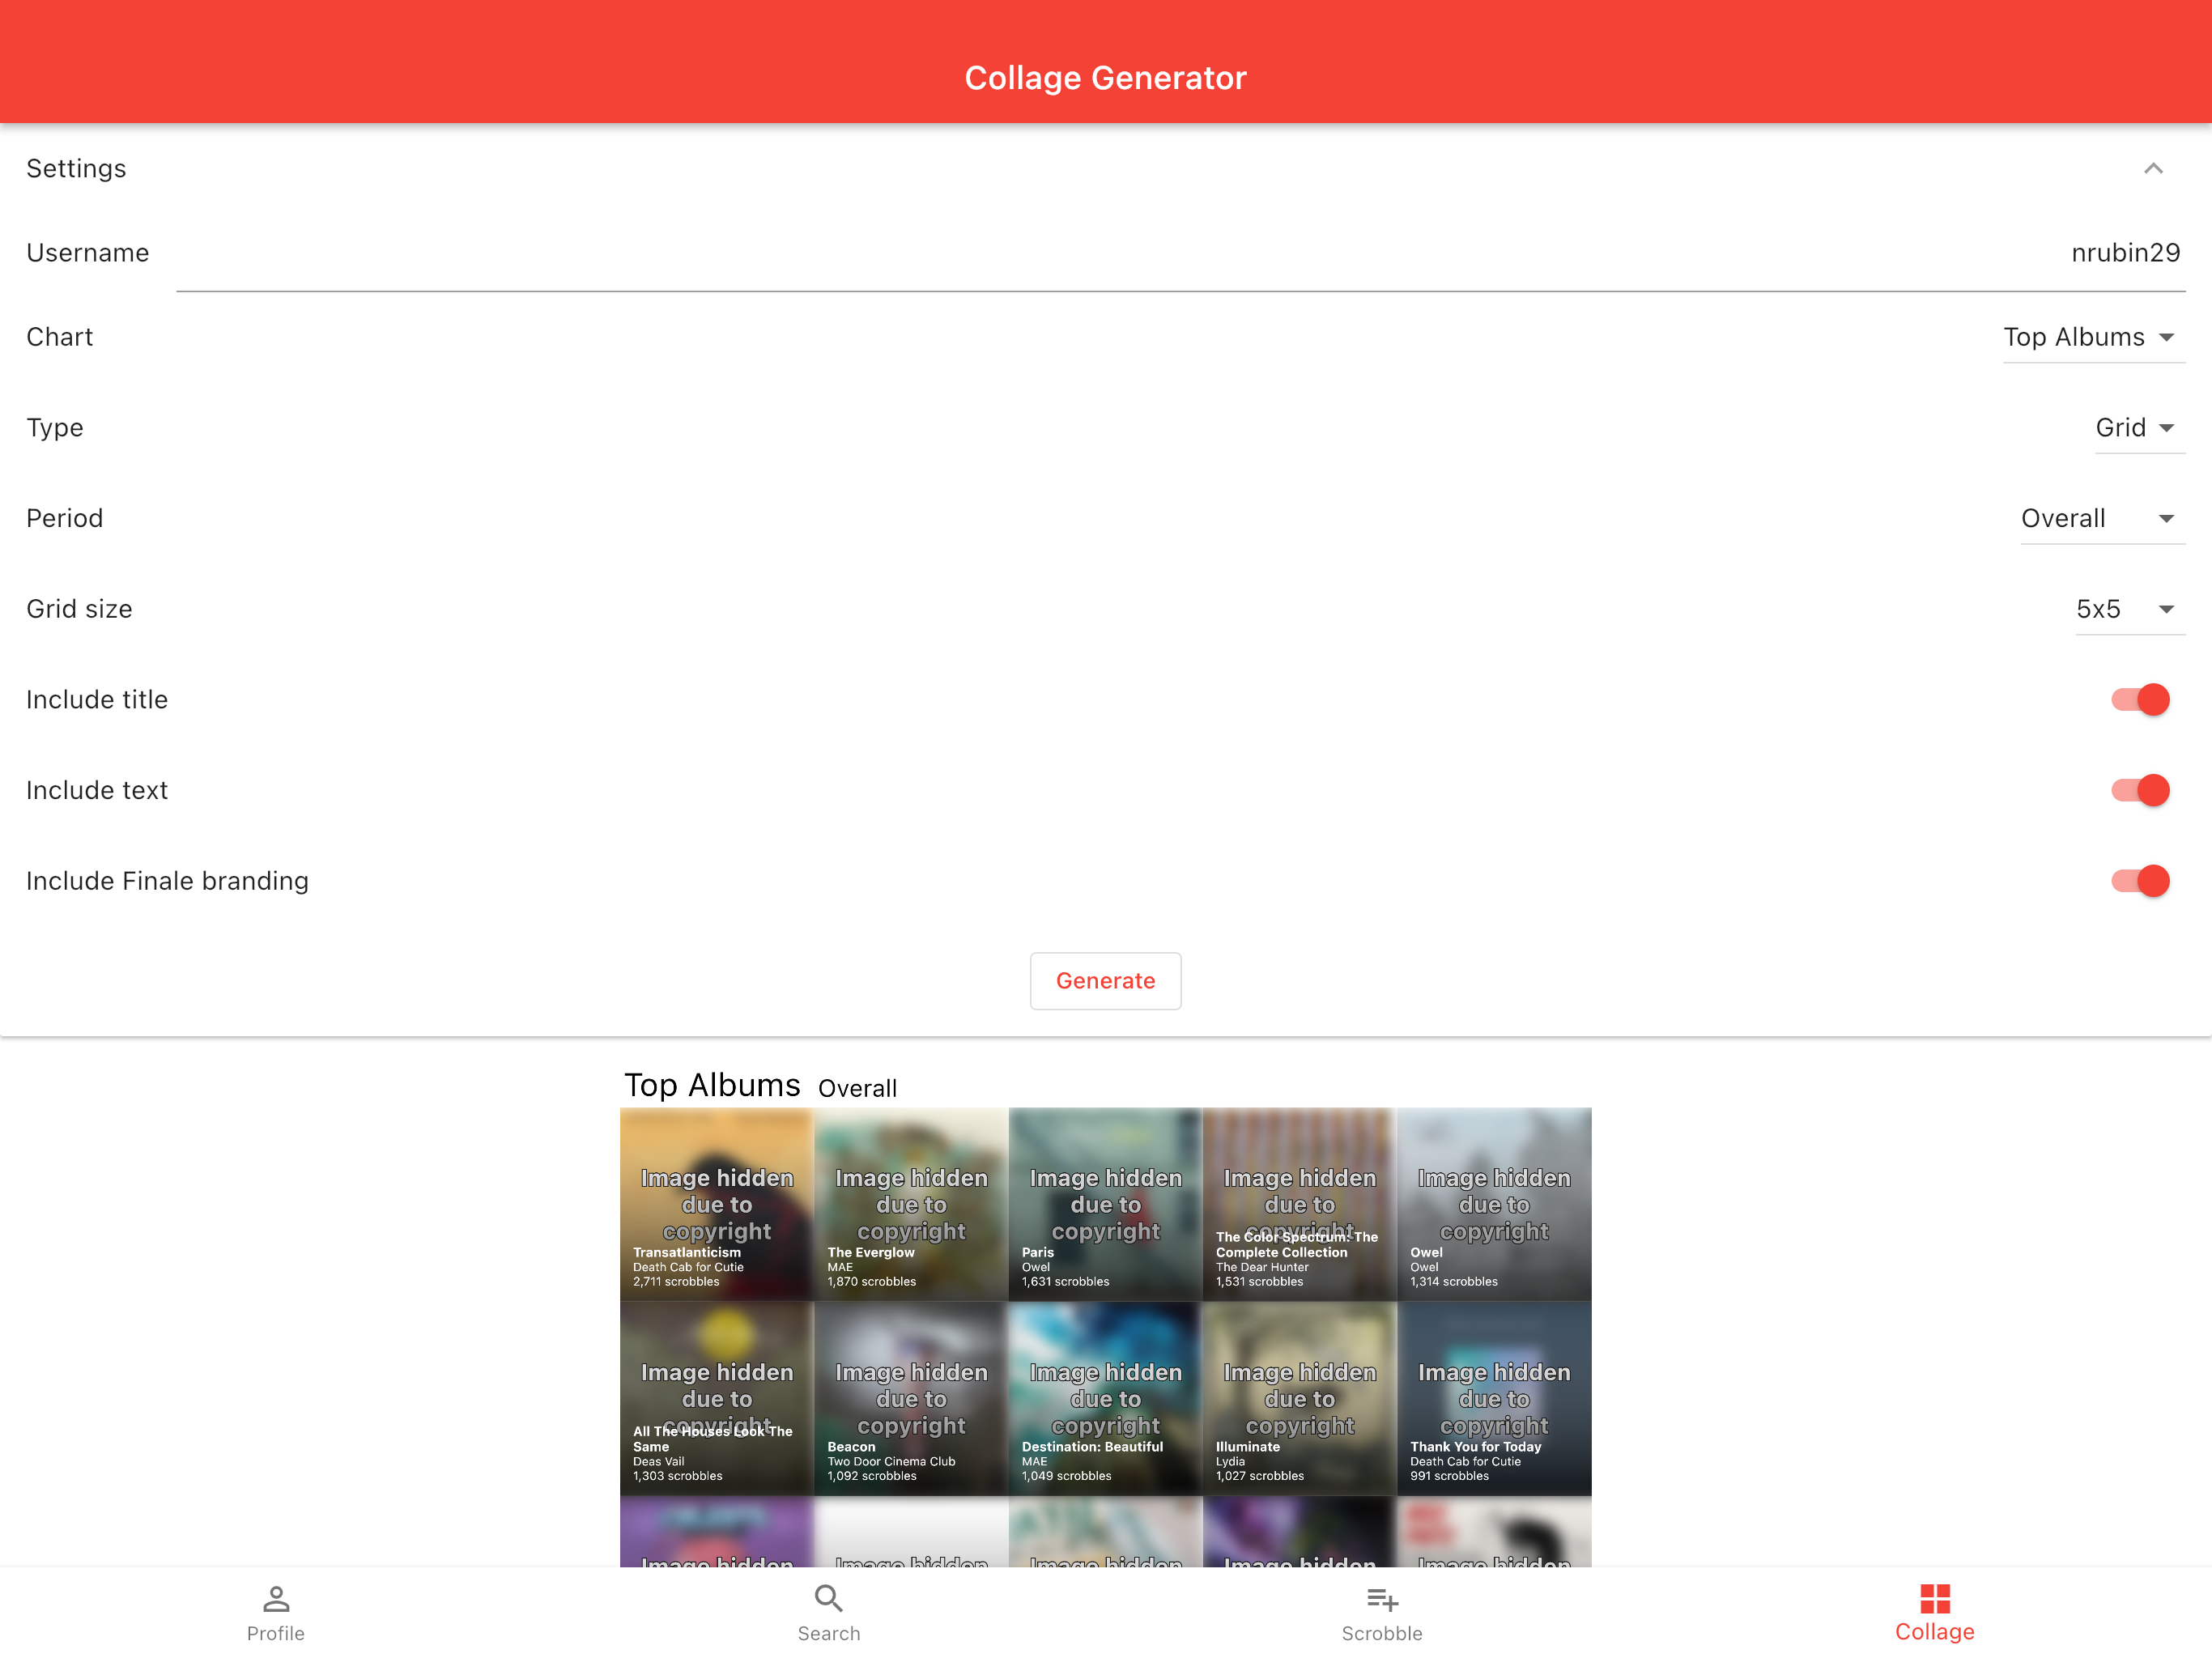 Collage Generator
Settings
Username nrubin29
Chart Top Albums
Type Grid
Period Overall
Grid size 5x5
Include title
Include text
Include Finale branding
Generate
Top Albums Overall
Image hidden
due to
copyright
Transatlanticism
Death Cab for Cutie
2,711 scrobbles
Image hidden
due to
copyright
The Everglow
MAE
1,870 scrobbles
Image hidden
due to
copyright
Paris
Owel
1,631 scrobbles
Image hidden
due to
copyright
The Color Spectrum: The
Complete Collection
The Dear Hunter
1,531 scrobbles
Image hidden
due to
copyright
Owel
Owel
1,314 scrobbles
Image hidden
due to
copyright
All The Houses Look The
Same
Deas Vail
1,303 scrobbles
Image hidden
due to
copyright
Beacon
Two Door Cinema Club
1,092 scrobbles
Image hidden
due to
copyright
Destination: Beautiful
MAE
1,049 scrobbles
Image hidden
due to
copyright
Illuminate
Lydia
1,027 scrobbles
Image hidden
due to
copyright
Thank You for Today
Death Cab for Cutie
991 scrobbles
Image hidden
Image hidden
Image hidden
Image hidden
Image hidden
Profile
Search
Scrobble
Collage